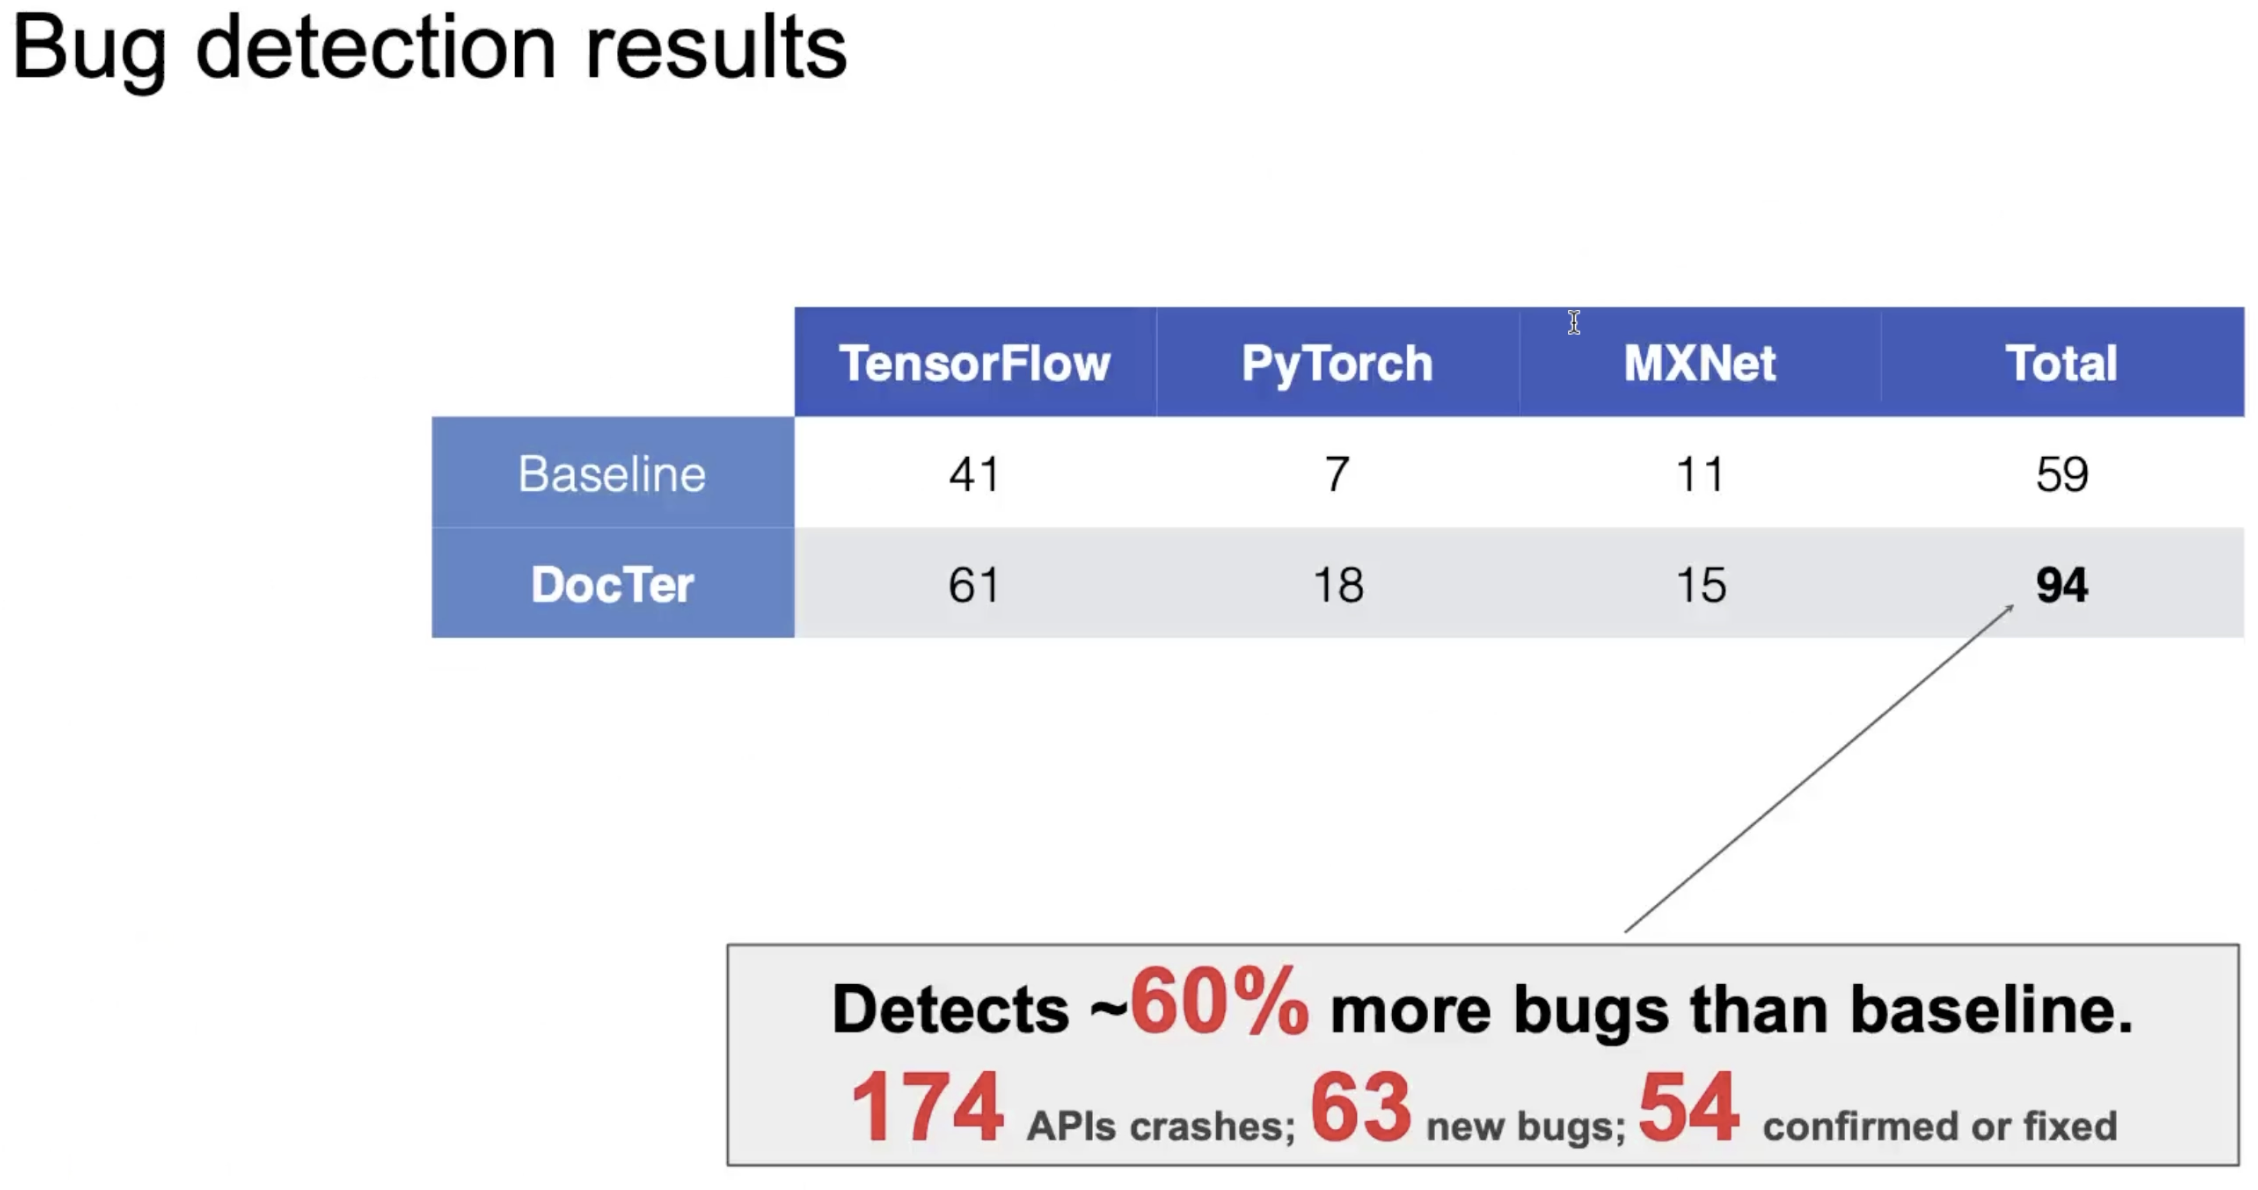 Bug detection results
TensorFlow PyTorch MXNet Total
Baseline 41 7 11 59
DocTer 61 18 15 94
Detects ~60% more bugs than baseline.
174 APIs crashes; 63 new bugs; 54 confirmed or fixed